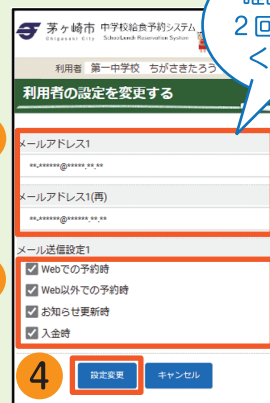 茅ヶ崎市 中学校給食予約システム
Chigasaki City SchoolLunch Reservation System
2回
く
利用者 第一中学校 ちがさきたろう
利用者の設定を変更する
メールアドレス1
**-******@*****.**.**
メールアドレス1(再)
**-******@*****.**.**
メール送信設定1
Webでの予約時
Web以外での予約時
お知らせ更新時
入金時
4
設定変更 キャンセル